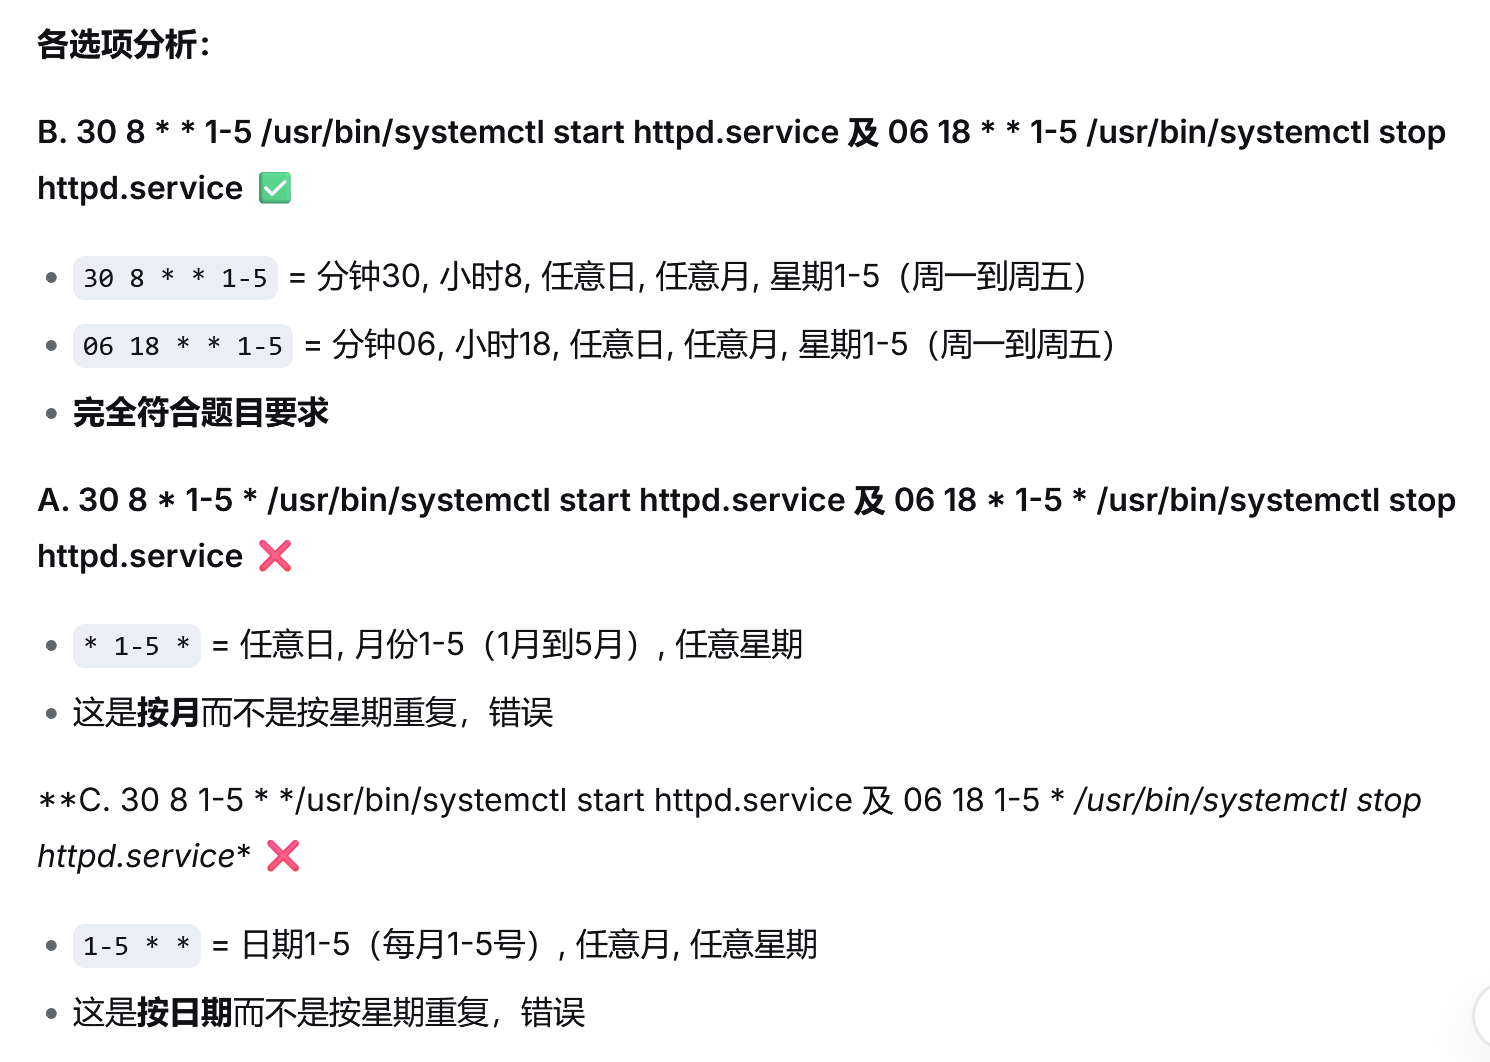 各选项分析：
B. 30 8 * * 1-5 /usr/bin/systemctl start httpd.service 及 06 18 * * 1-5 /usr/bin/systemctl stop
httpd.service ✅
• 30 8 * * 1-5 = 分钟30, 小时8, 任意日, 任意月, 星期1-5（周一到周五）
• 06 18 * * 1-5 = 分钟06, 小时18, 任意日, 任意月, 星期1-5（周一到周五）
• 完全符合题目要求
A. 30 8 * 1-5 * /usr/bin/systemctl start httpd.service 及 06 18 * 1-5 * /usr/bin/systemctl stop
httpd.service ❌
• * 1-5 * = 任意日, 月份1-5（1月到5月）, 任意星期
• 这是按月而不是按星期重复，错误
**C. 30 8 1-5 * */usr/bin/systemctl start httpd.service 及 06 18 1-5 * /usr/bin/systemctl stop
httpd.service* ❌
• 1-5 * * = 日期1-5（每月1-5号）, 任意月, 任意星期
• 这是按日期而不是按星期重复，错误